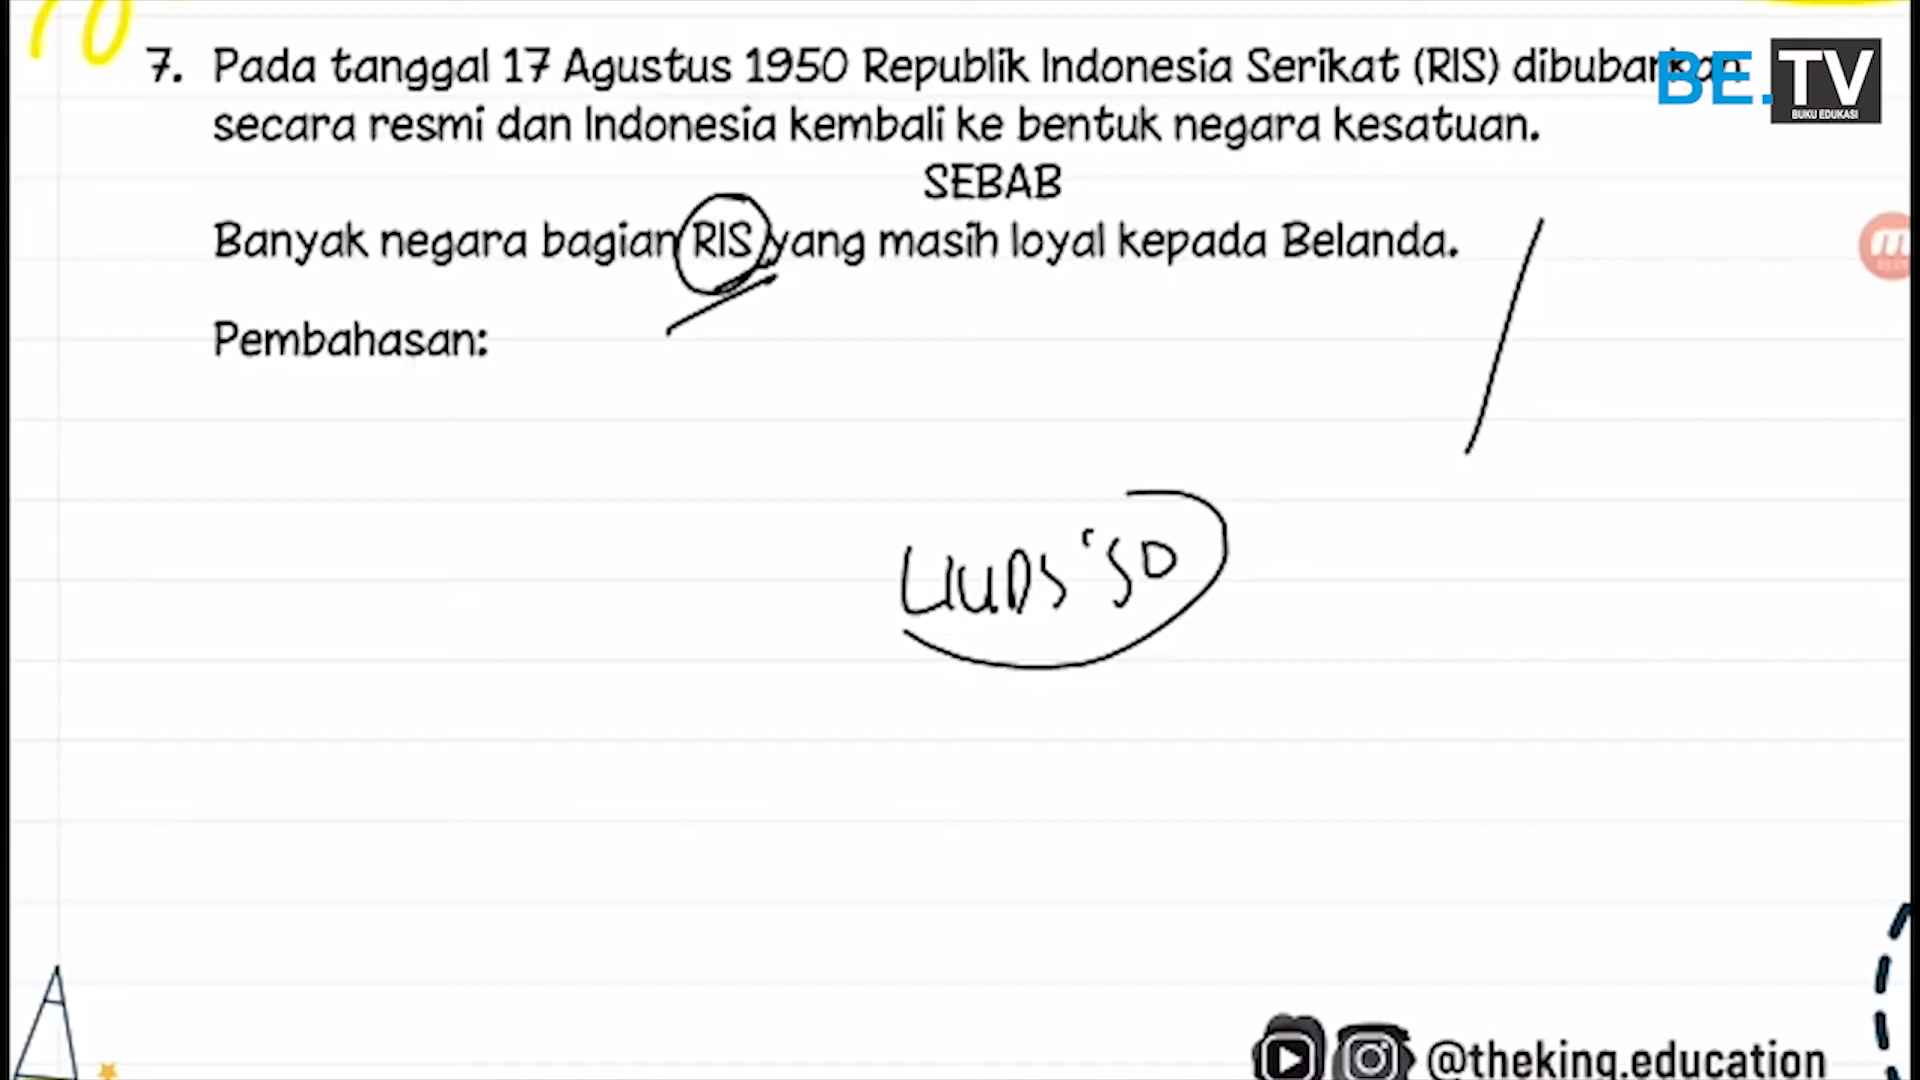 7. Pada tanggal 17 Agustus 1950 Republik Indonesia Serikat (RIS) dibubarkan
secara resmi dan Indonesia kembali ke bentuk negara kesatuan.
SEBAB
Banyak negara bagian RIS yang masih loyal kepada Belanda.
Pembahasan:
UUDS '50
BE.TV
BUKU EDUKASI
@theking.education